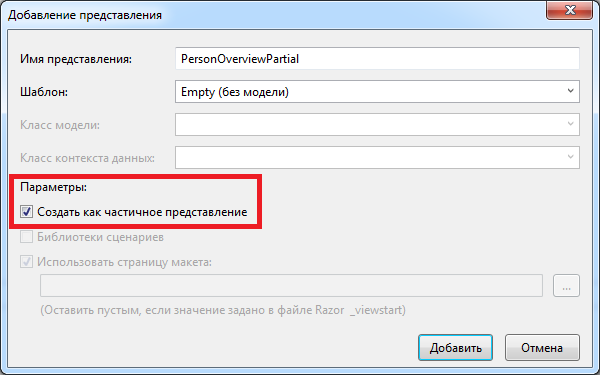 Добавление представления
Имя представления: PersonOverviewPartial
Шаблон: Empty (без модели)
Класс модели:
Класс контекста данных:
Параметры:
Создать как частичное представление
Библиотеки сценариев
Использовать страницу макета:
...
(Оставить пустым, если значение задано в файле Razor _viewstart)
Добавить Отмена